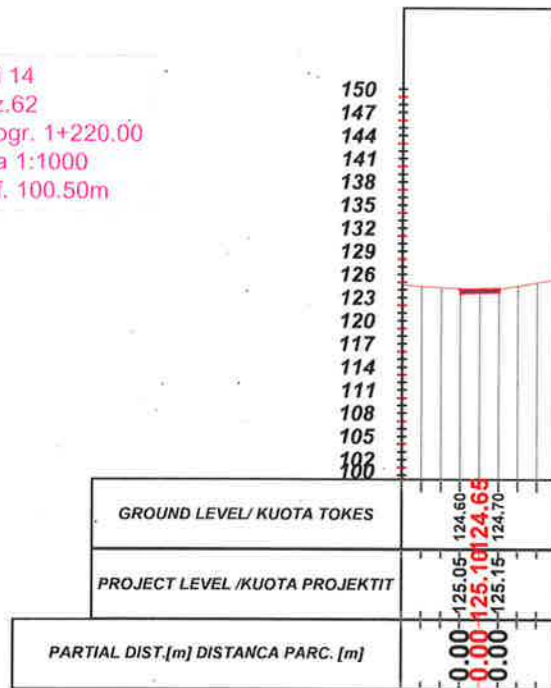 14
.62
ogr. 1+220.00
a 1:1000
. 100.50m
150
147
144
141
138
135
132
129
126
123
120
117
114
111
108
105
102
100
GROUND LEVEL/ KUOTA TOKES
124.60 124.65 124.70
PROJECT LEVEL /KUOTA PROJEKTIT
125.05 125.10 125.15
PARTIAL DIST.[m] DISTANCA PARC. [m]
0.00 0.00 0.00